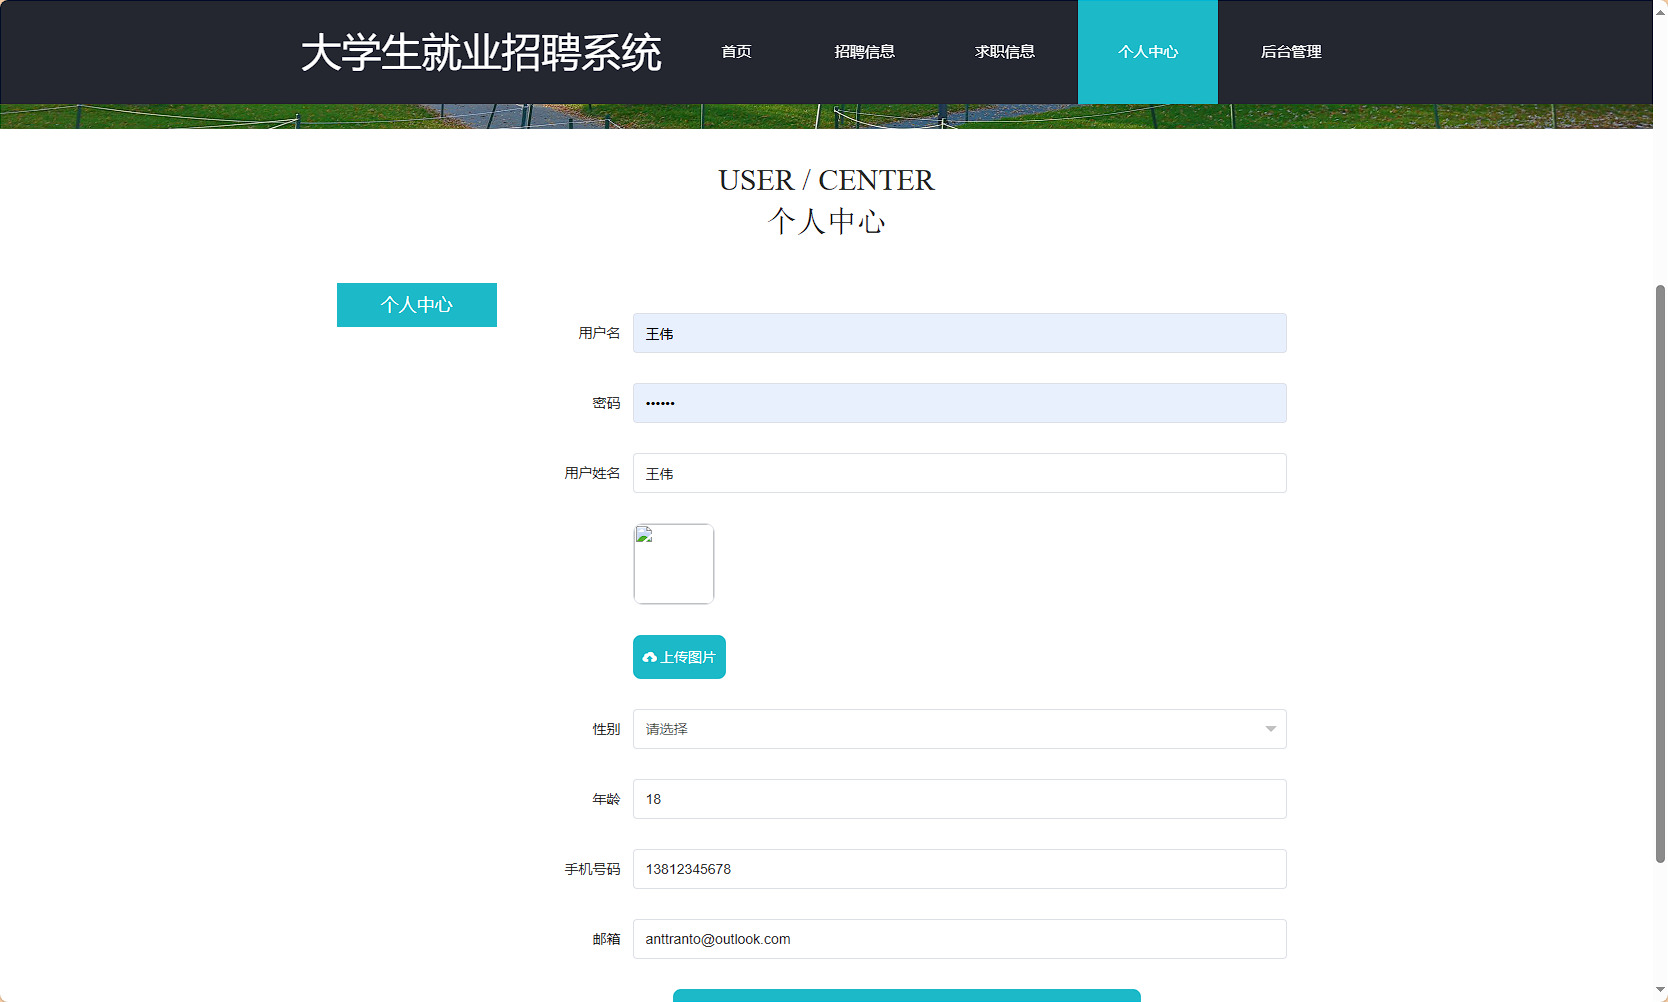 大学生就业招聘系统
首页
招聘信息
求职信息
个人中心
后台管理
USER / CENTER
个人中心
个人中心
用户名
王伟
密码
••••••
用户姓名
王伟
上传图片
性别
请选择
年龄
18
手机号码
13812345678
邮箱
anttranto@outlook.com